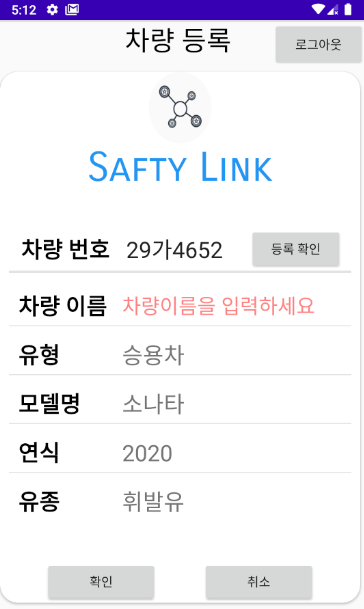 5:12
차량 등록
로그아웃
Safty Link
차량 번호 29가4652 등록 확인
차량 이름 차량이름을 입력하세요
유형 승용차
모델명 소나타
연식 2020
유종 휘발유
확인 취소